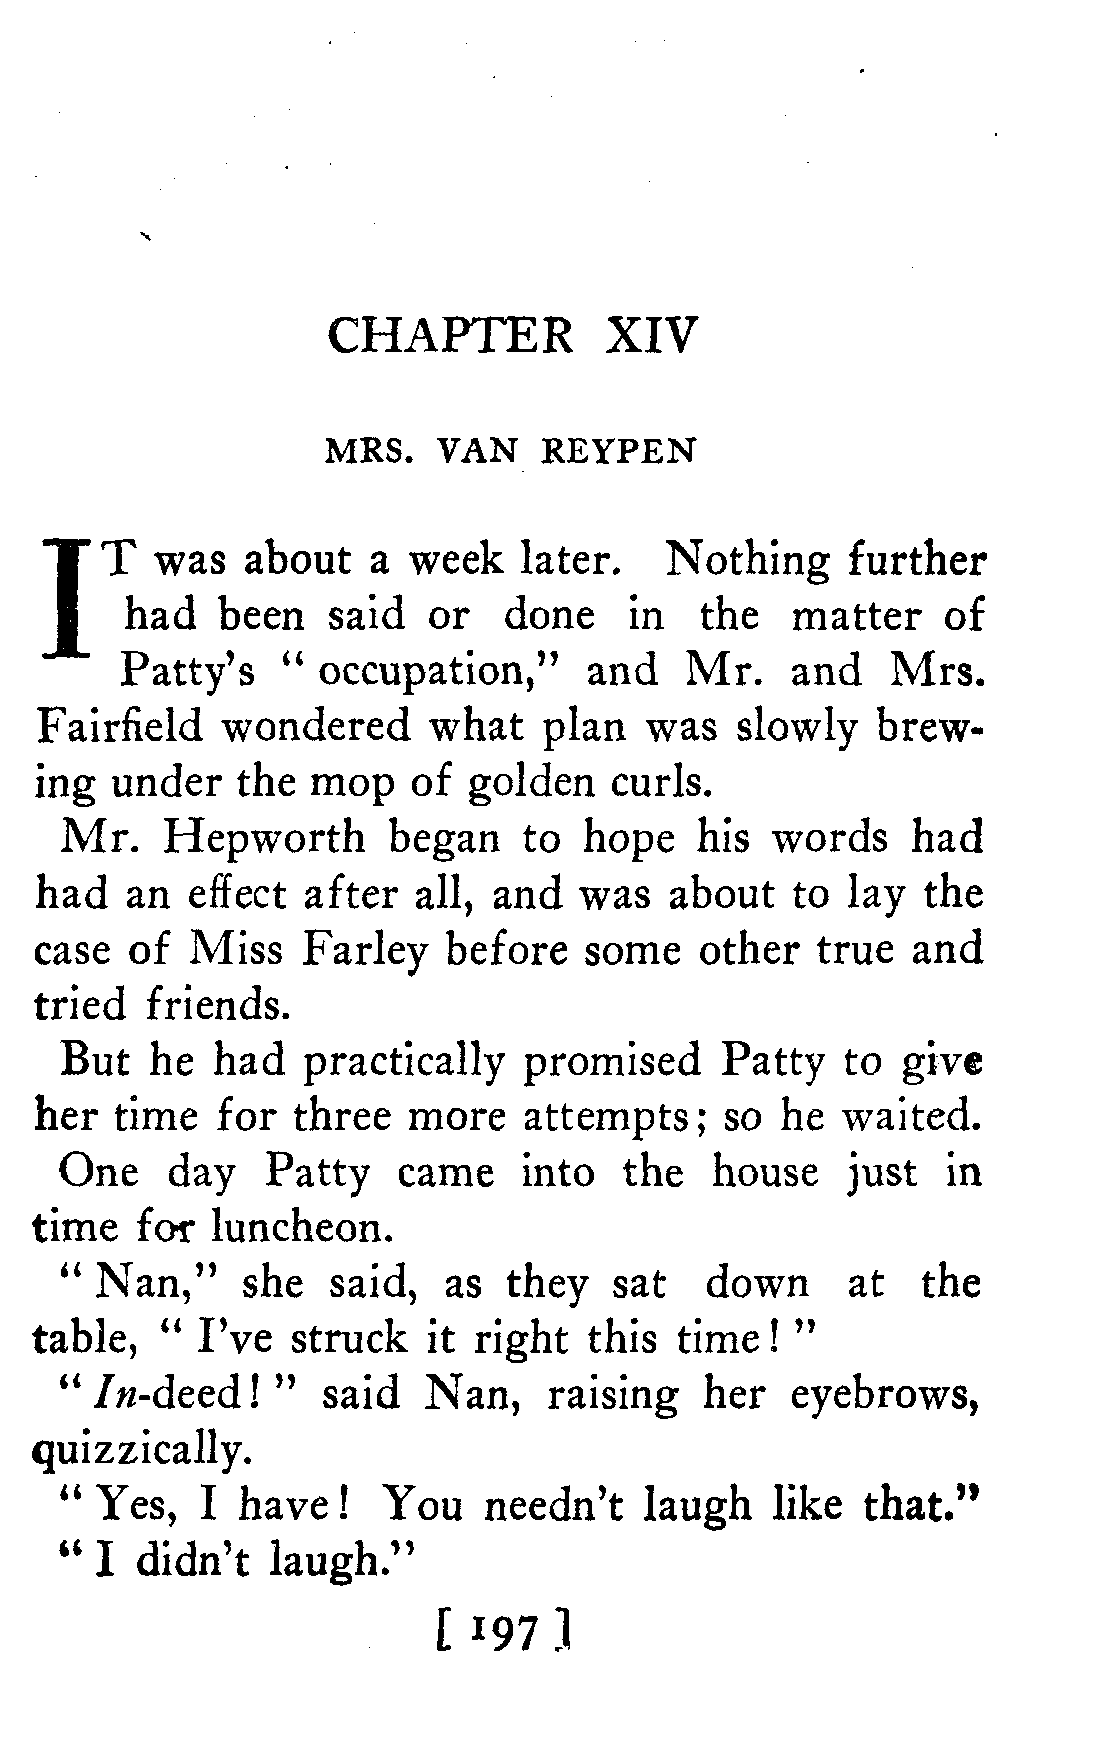 CHAPTER XIV
MRS. VAN REYPEN
IT was about a week later. Nothing further
had been said or done in the matter of
Patty's " occupation," and Mr. and Mrs.
Fairfield wondered what plan was slowly brew-
ing under the mop of golden curls.
Mr. Hepworth began to hope his words had
had an effect after all, and was about to lay the
case of Miss Farley before some other true and
tried friends.
But he had practically promised Patty to give
her time for three more attempts; so he waited.
One day Patty came into the house just in
time for luncheon.
" Nan," she said, as they sat down at the
table, " I've struck it right this time! "
" In-deed! " said Nan, raising her eyebrows,
quizzically.
" Yes, I have! You needn't laugh like that."
" I didn't laugh."
[ 197 ]